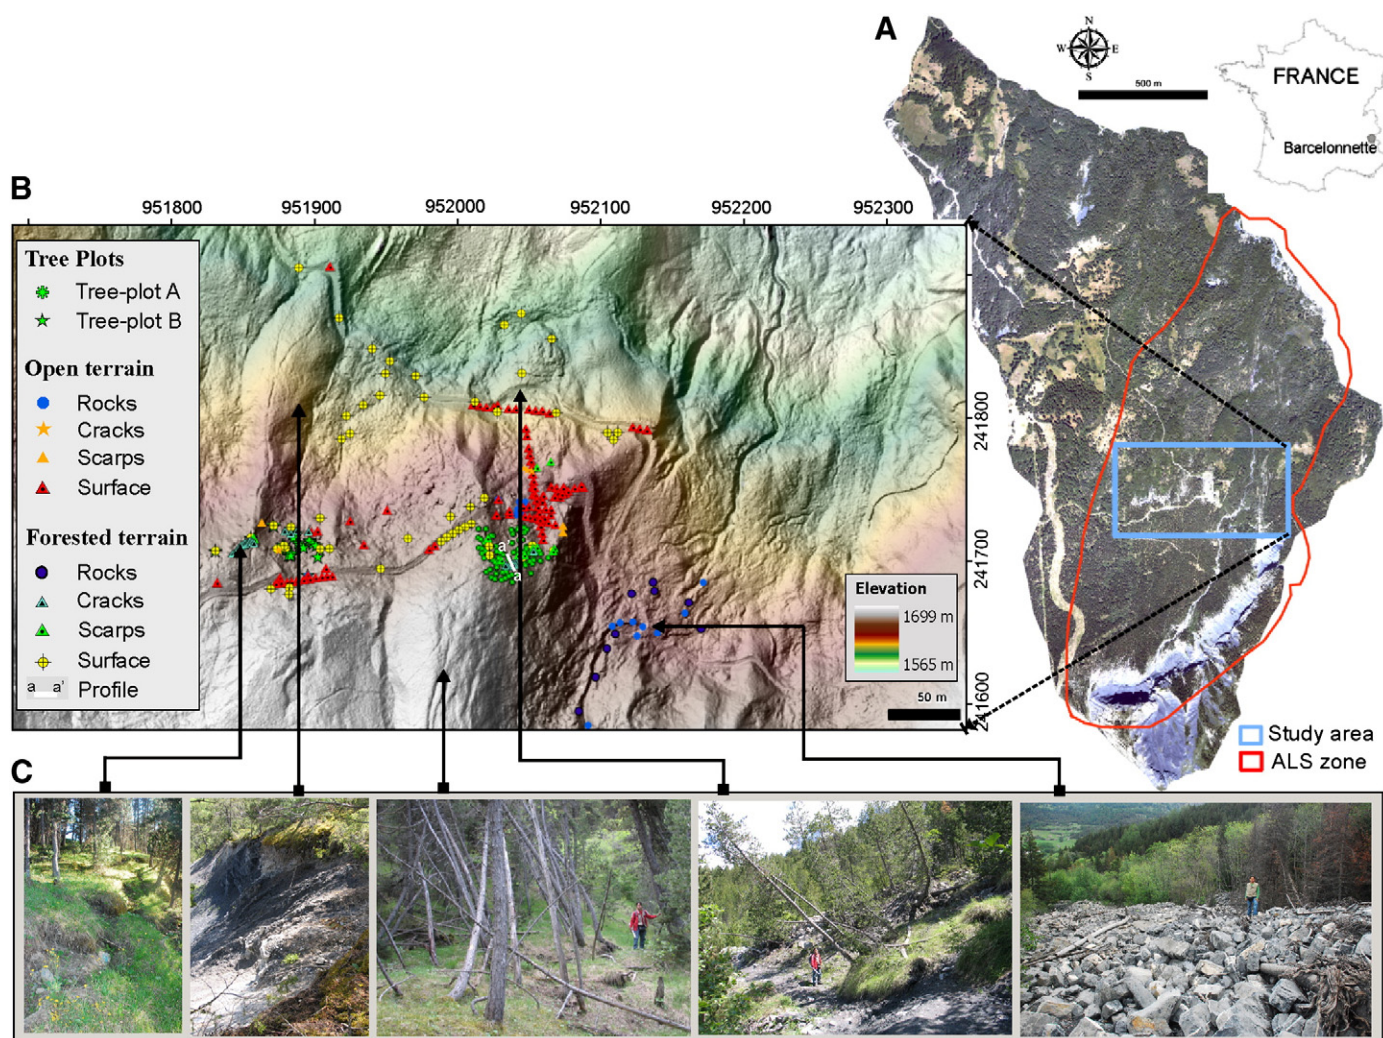 A
N
W
E
S
500 m
FRANCE
Barcelonnette
B
951800
951900
952000
952100
952200
952300
Tree Plots
Tree-plot A
Tree-plot B
Open terrain
Rocks
Cracks
Scarps
Surface
Forested terrain
Rocks
Cracks
Scarps
Surface
a a' Profile
a
a
Elevation
1699 m
1565 m
50 m
241800
241700
241600
Study area
ALS zone
C